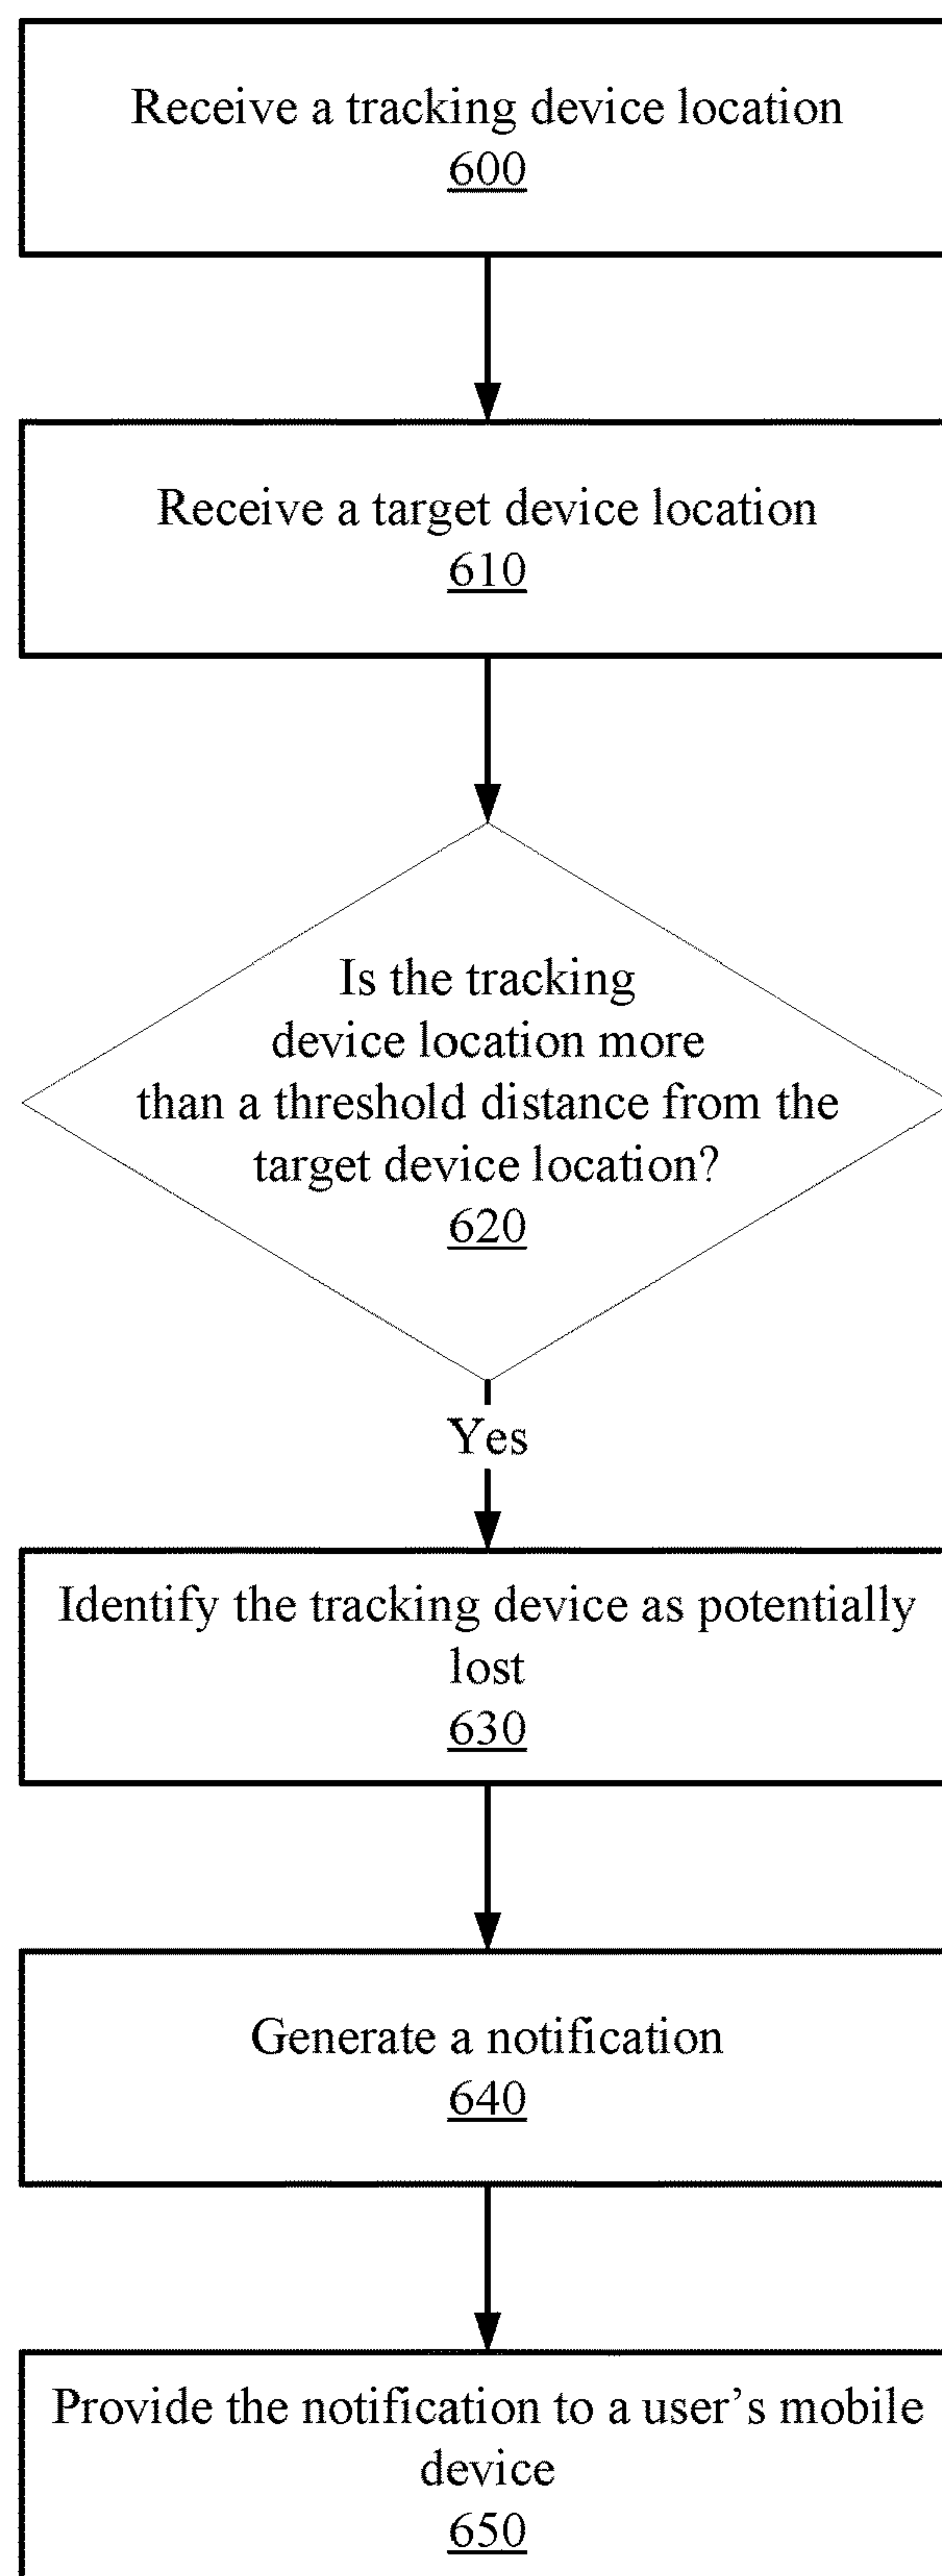 Receive a tracking device location
600
Receive a target device location
610
Is the tracking
device location more
than a threshold distance from the
target device location?
620
Yes
Identify the tracking device as potentially
lost
630
Generate a notification
640
Provide the notification to a user’s mobile
device
650